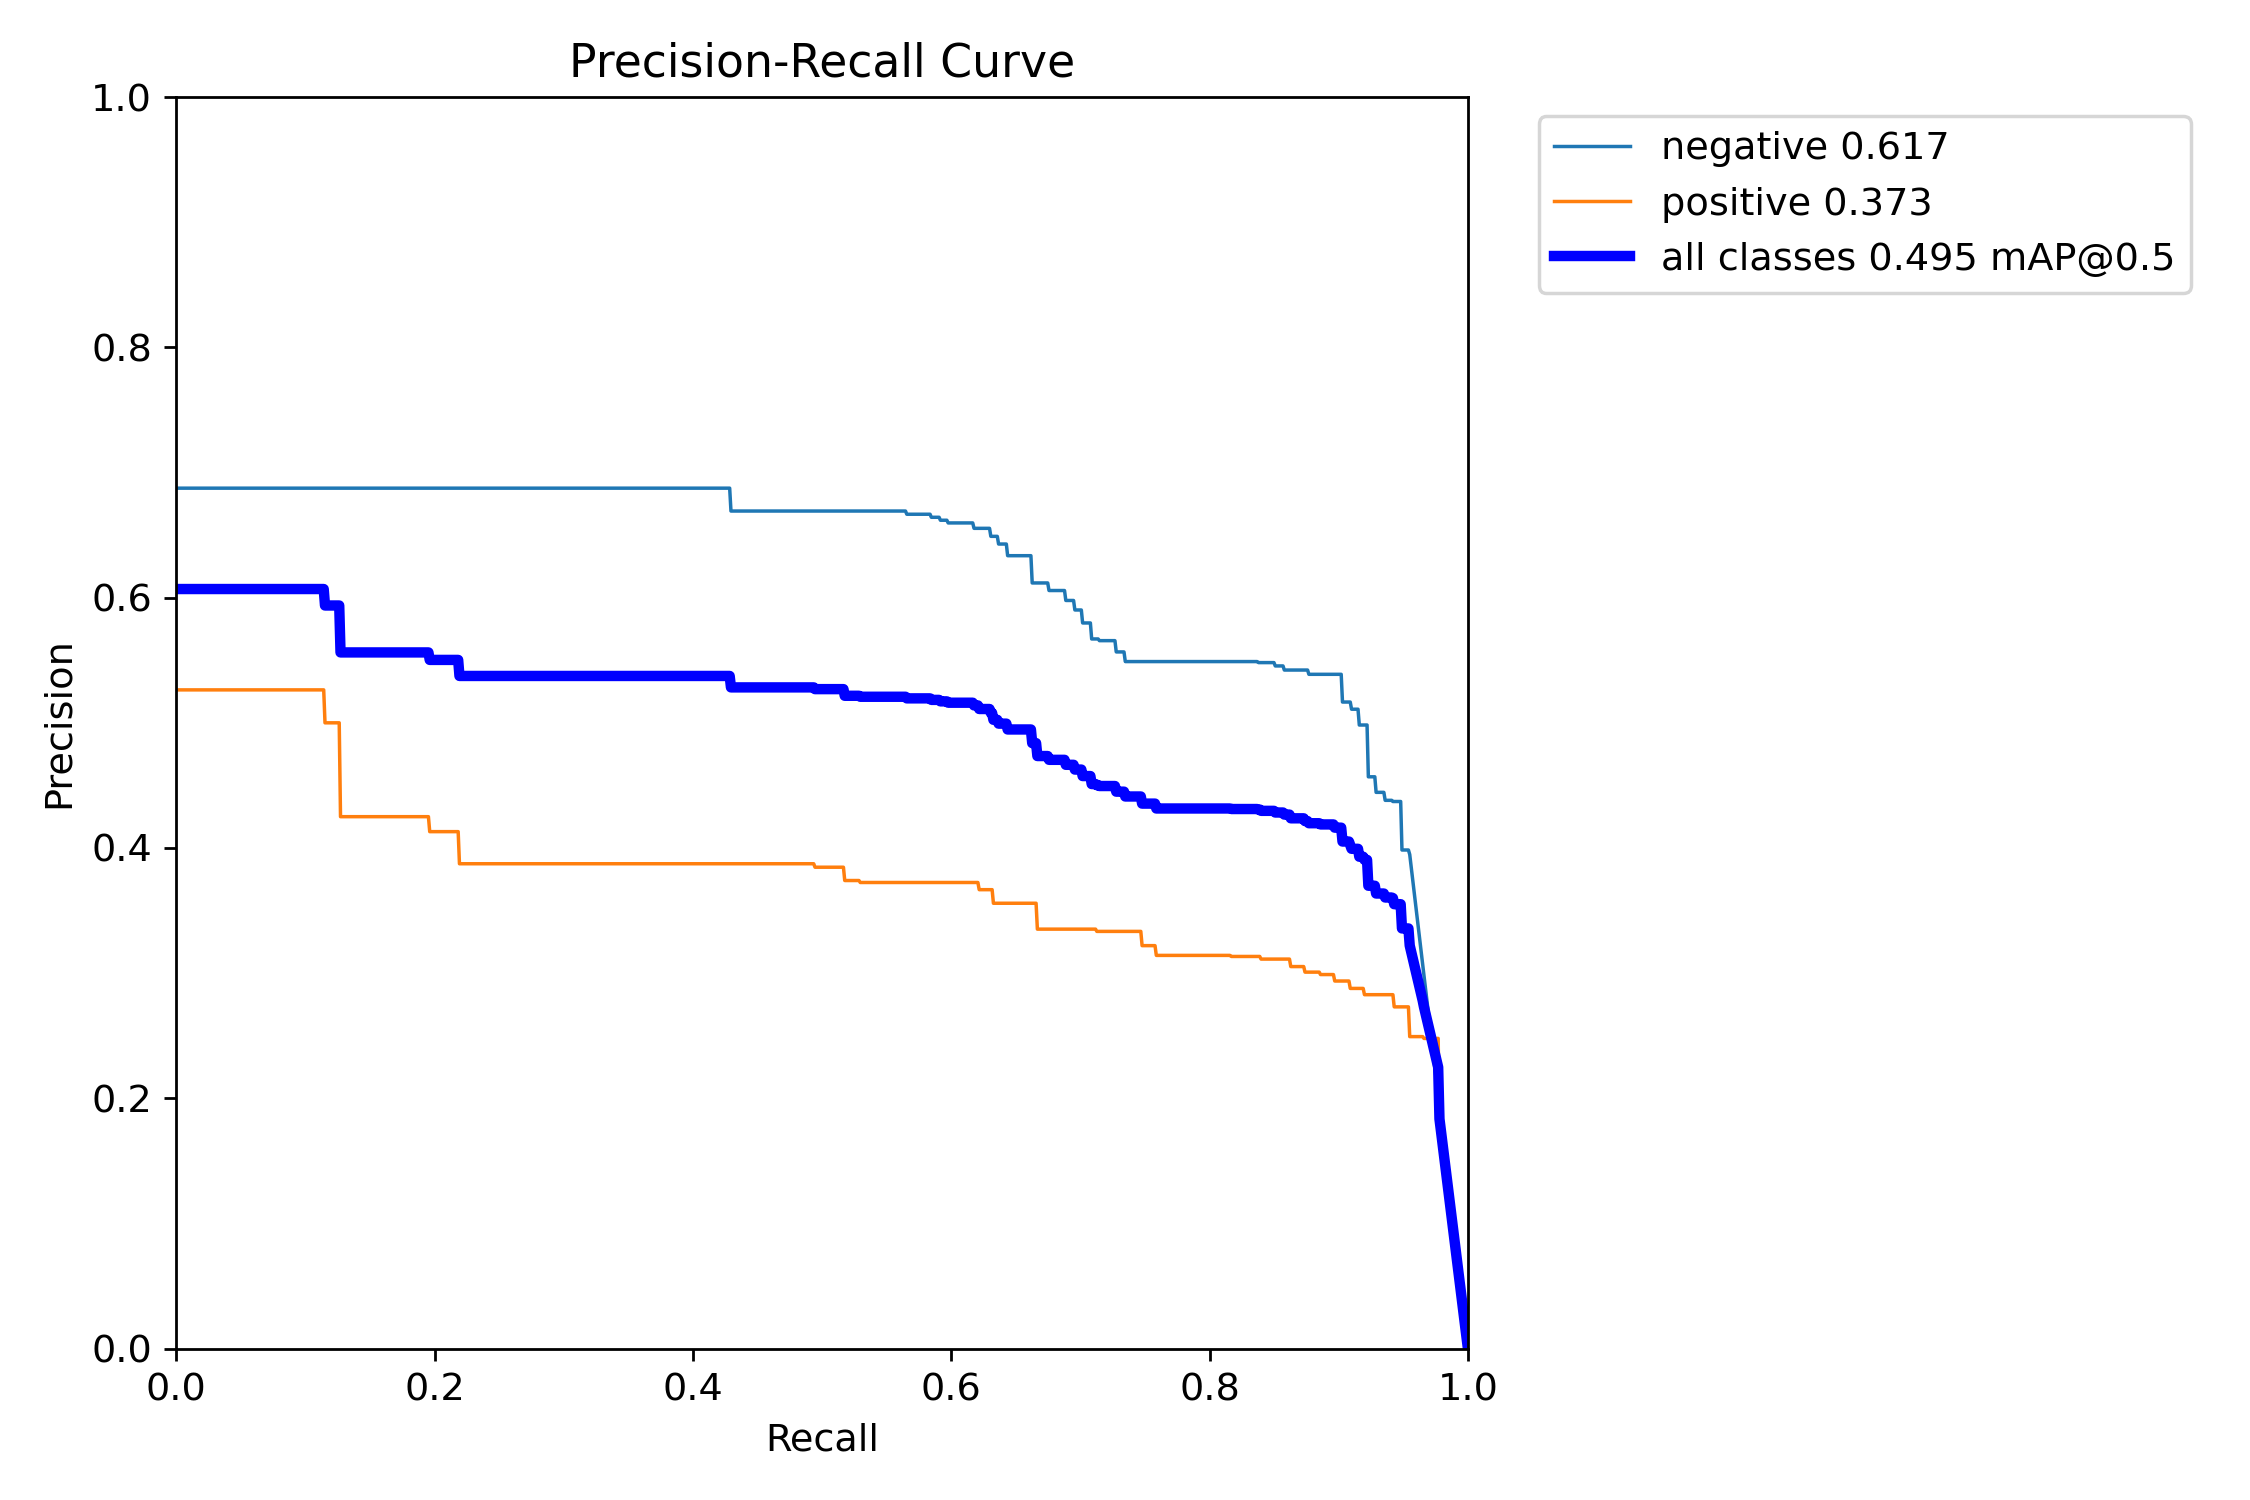 Precision-Recall Curve
1.0
0.8
0.6
0.4
0.2
0.0
Precision
0.0 0.2 0.4 0.6 0.8 1.0
Recall
negative 0.617
positive 0.373
all classes 0.495 mAP@0.5